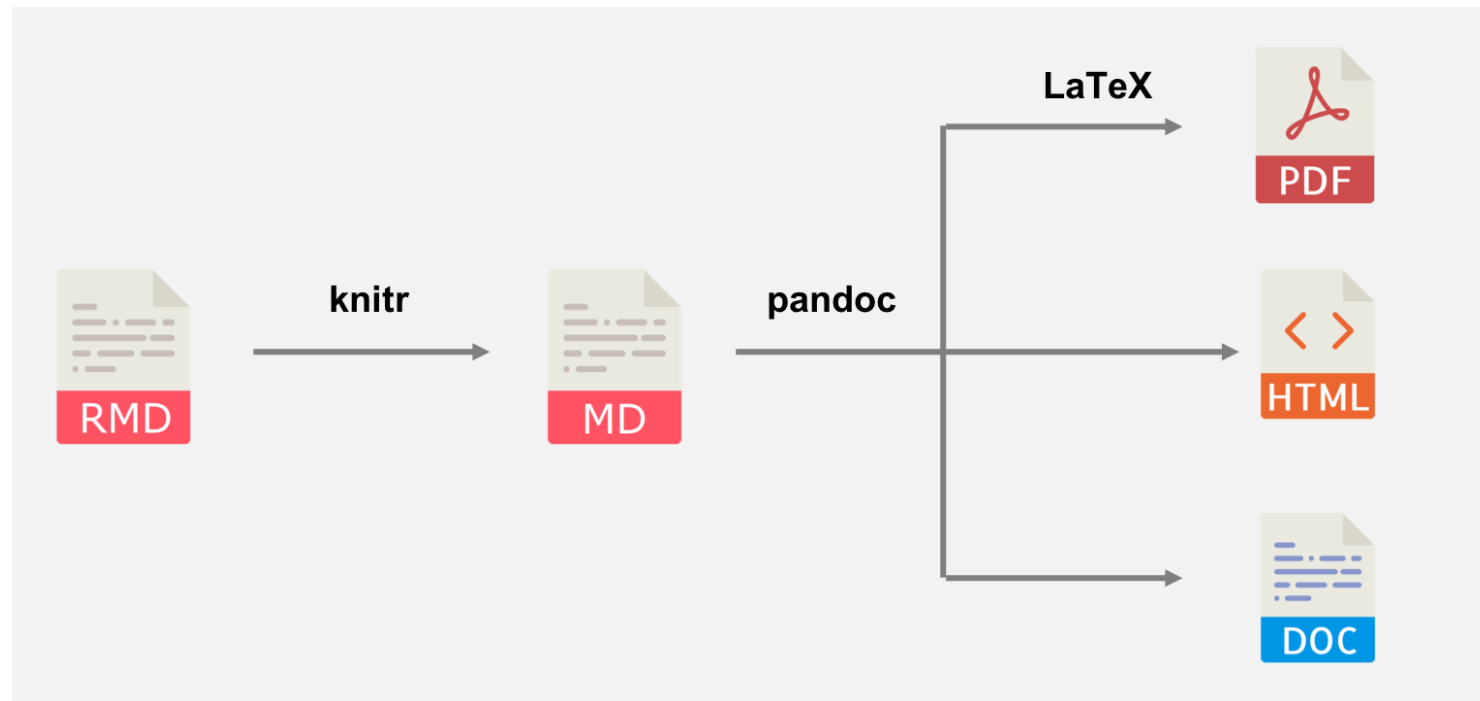 LaTeX
PDF
knitr
pandoc
RMD
MD
HTML
DOC